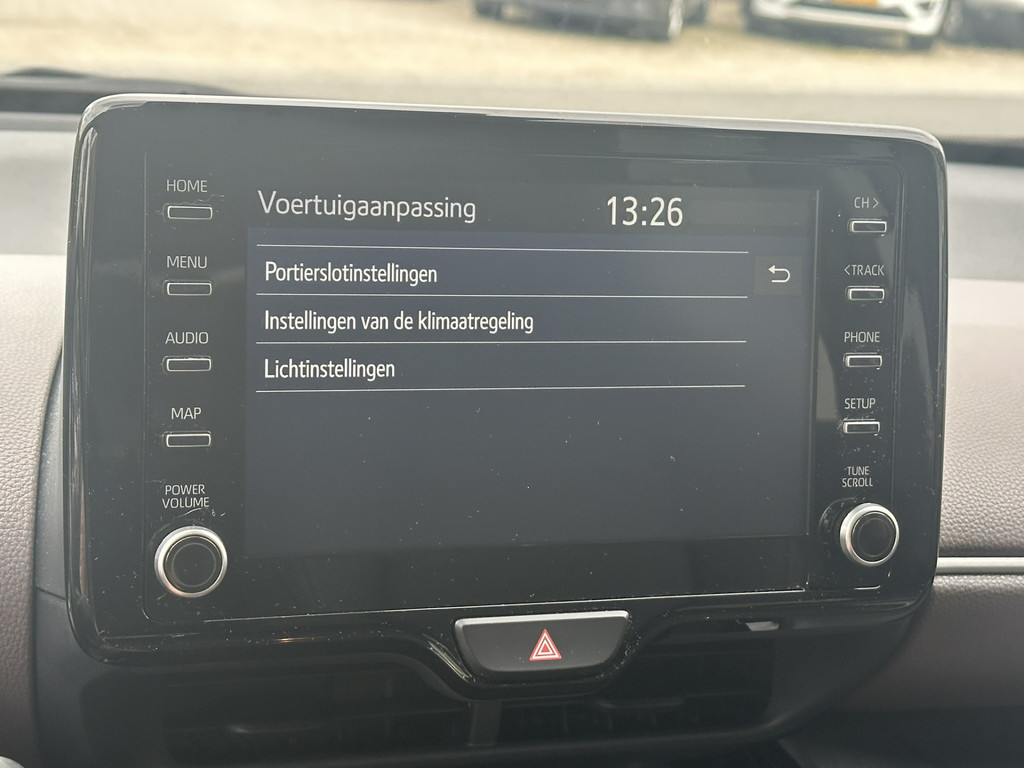 HOME
MENU
AUDIO
MAP
POWER
VOLUME
Voertuigaanpassing
13:26
Portierslotinstellingen
Instellingen van de klimaatregeling
Lichtinstellingen
CH >
< TRACK
PHONE
SETUP
TUNE
SCROLL